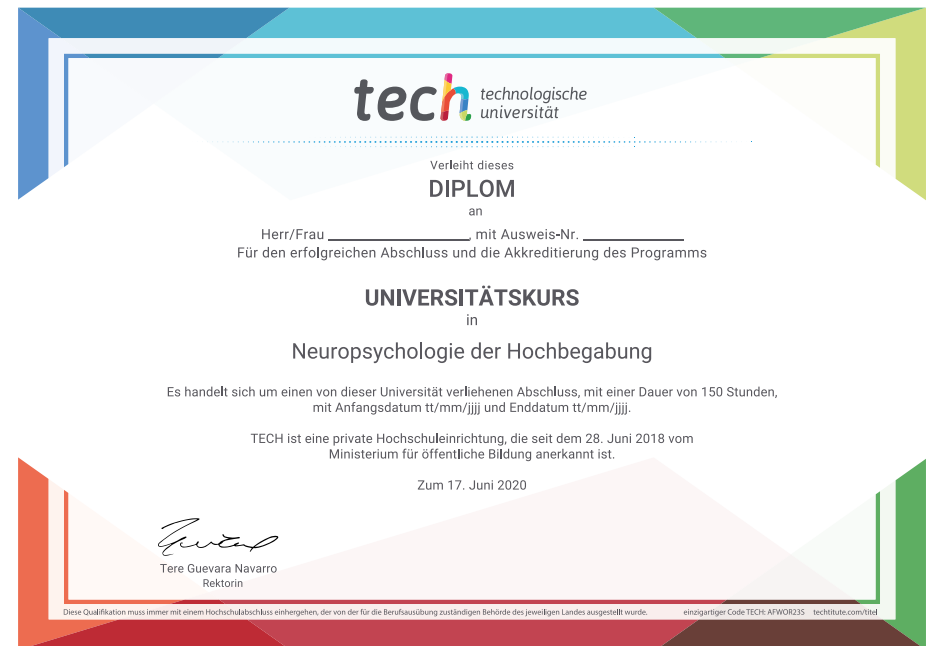 tech technologische
universität
Verleiht dieses
DIPLOM
an
Herr/Frau ____________________, mit Ausweis-Nr. ______________
Für den erfolgreichen Abschluss und die Akkreditierung des Programms
UNIVERSITÄTSKURS
in
Neuropsychologie der Hochbegabung
Es handelt sich um einen von dieser Universität verliehenen Abschluss, mit einer Dauer von 150 Stunden,
mit Anfangsdatum tt/mm/jjjj und Enddatum tt/mm/jjjj.
TECH ist eine private Hochschuleinrichtung, die seit dem 28. Juni 2018 vom
Ministerium für öffentliche Bildung anerkannt ist.
Zum 17. Juni 2020
Tere Guevara Navarro
Rektorin
Diese Qualifikation muss immer mit einem Hochschulabschluss einhergehen, der von der für die Berufsausübung zuständigen Behörde des jeweiligen Landes ausgestellt wurde. einzigartiger Code TECH: AFWOR23S techtitute.com/titel